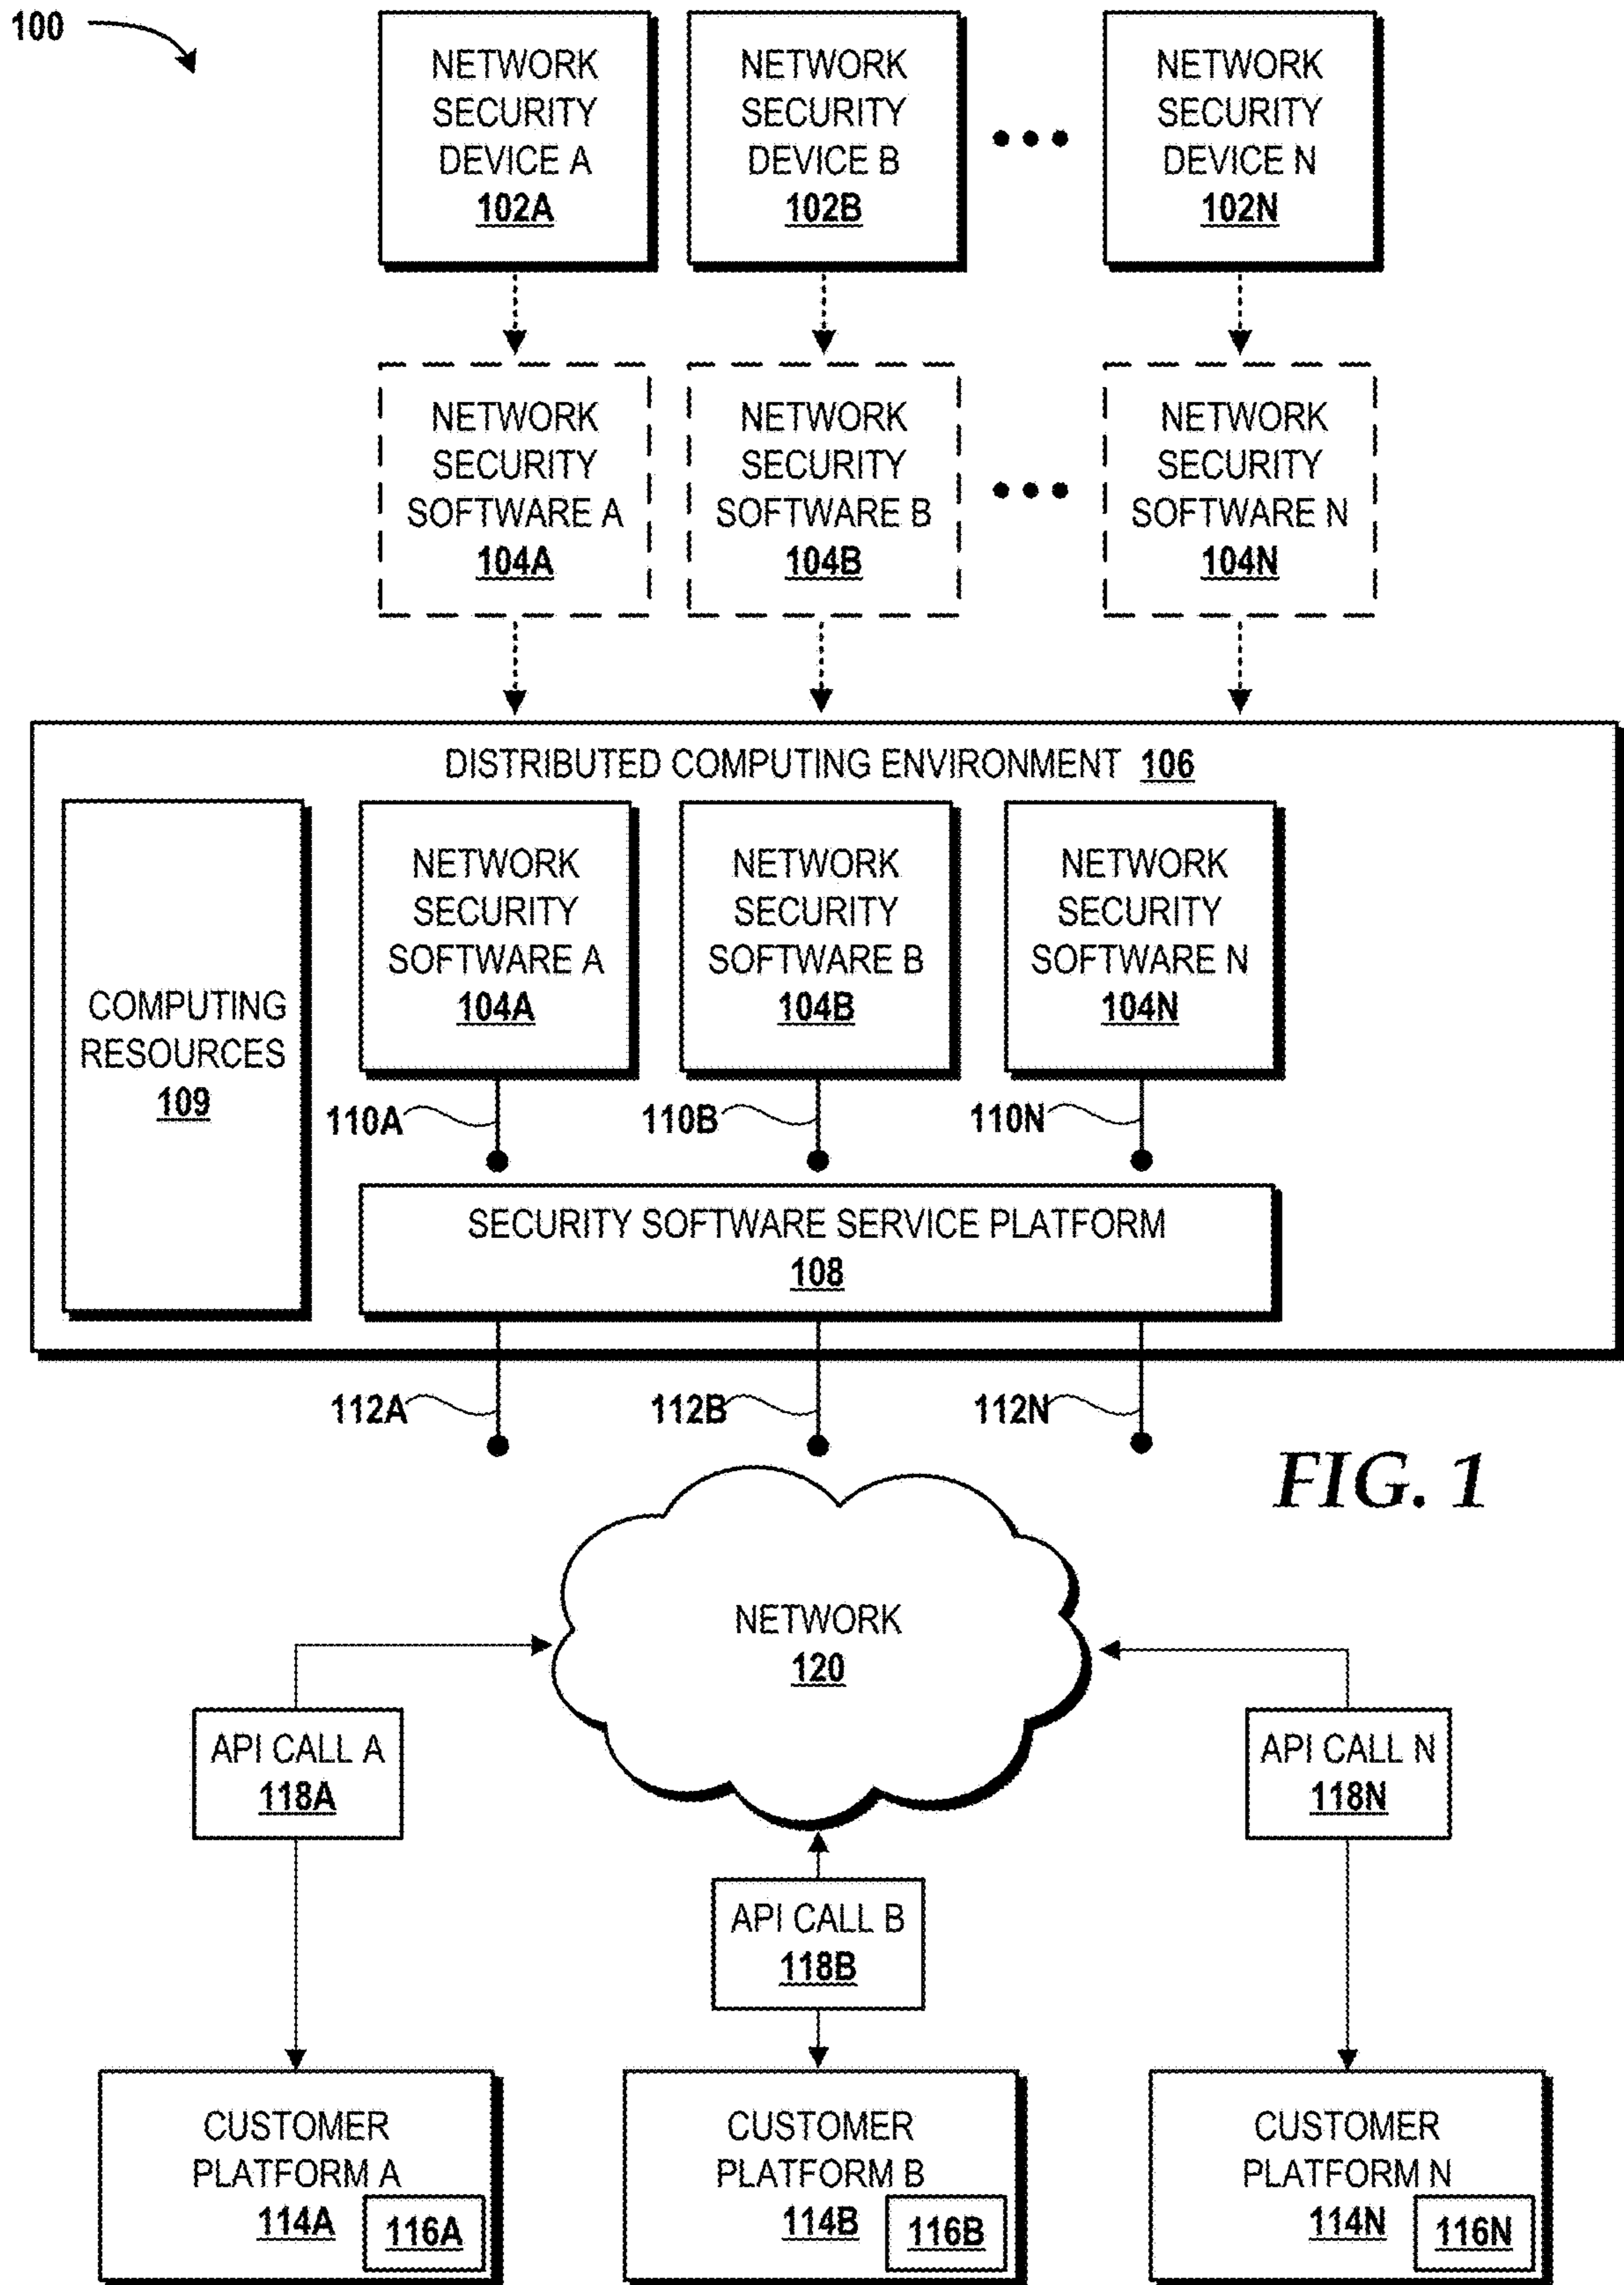 100
NETWORK
SECURITY
DEVICE A
102A
NETWORK
SECURITY
DEVICE B
102B
NETWORK
SECURITY
DEVICE N
102N
NETWORK
SECURITY
SOFTWARE A
104A
NETWORK
SECURITY
SOFTWARE B
104B
NETWORK
SECURITY
SOFTWARE N
104N
DISTRIBUTED COMPUTING ENVIRONMENT 106
COMPUTING
RESOURCES
109
NETWORK
SECURITY
SOFTWARE A
104A
NETWORK
SECURITY
SOFTWARE B
104B
NETWORK
SECURITY
SOFTWARE N
104N
110A
110B
110N
SECURITY SOFTWARE SERVICE PLATFORM
108
112A
112B
112N
FIG. 1
NETWORK
120
API CALL A
118A
API CALL B
118B
API CALL N
118N
CUSTOMER
PLATFORM A
114A
116A
CUSTOMER
PLATFORM B
114B
116B
CUSTOMER
PLATFORM N
114N
116N